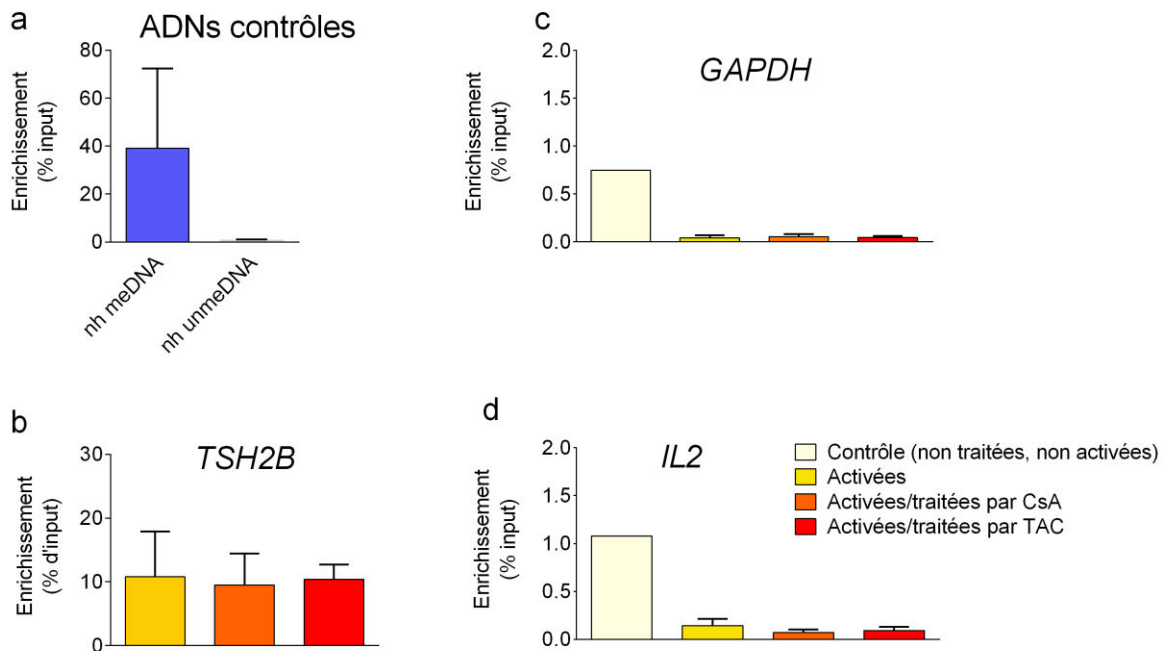 a
ADNs contrôles
Enrichissement
(% input)
80
60
40
20
0
nh meDNA
nh unmeDNA
c
GAPDH
Enrichissement
(% input)
2.0
1.5
1.0
0.5
0.0
b
TSH2B
Enrichissement
(% d'input)
30
20
10
0
d
IL2
Enrichissement
(% input)
2.0
1.5
1.0
0.5
0.0
Contrôle (non traitées, non activées)
Activées
Activées/traitées par CsA
Activées/traitées par TAC